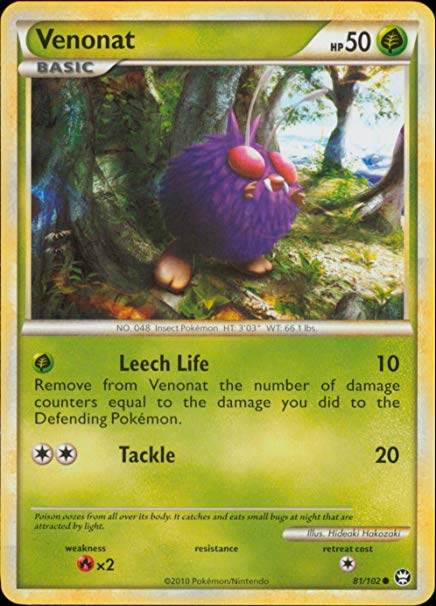 Venonat
HP 50
BASIC
NO. 048 Insect Pokémon HT: 3'03" WT: 66.1 lbs.
Leech Life 10
Remove from Venonat the number of damage
counters equal to the damage you did to the
Defending Pokémon.
Tackle 20
Poison oozes from all over its body. It catches and eats small bugs at night that are
attracted by light.
Illus. Hideaki Hakozaki
weakness resistance retreat cost
×2
©2010 Pokémon/Nintendo 81/102